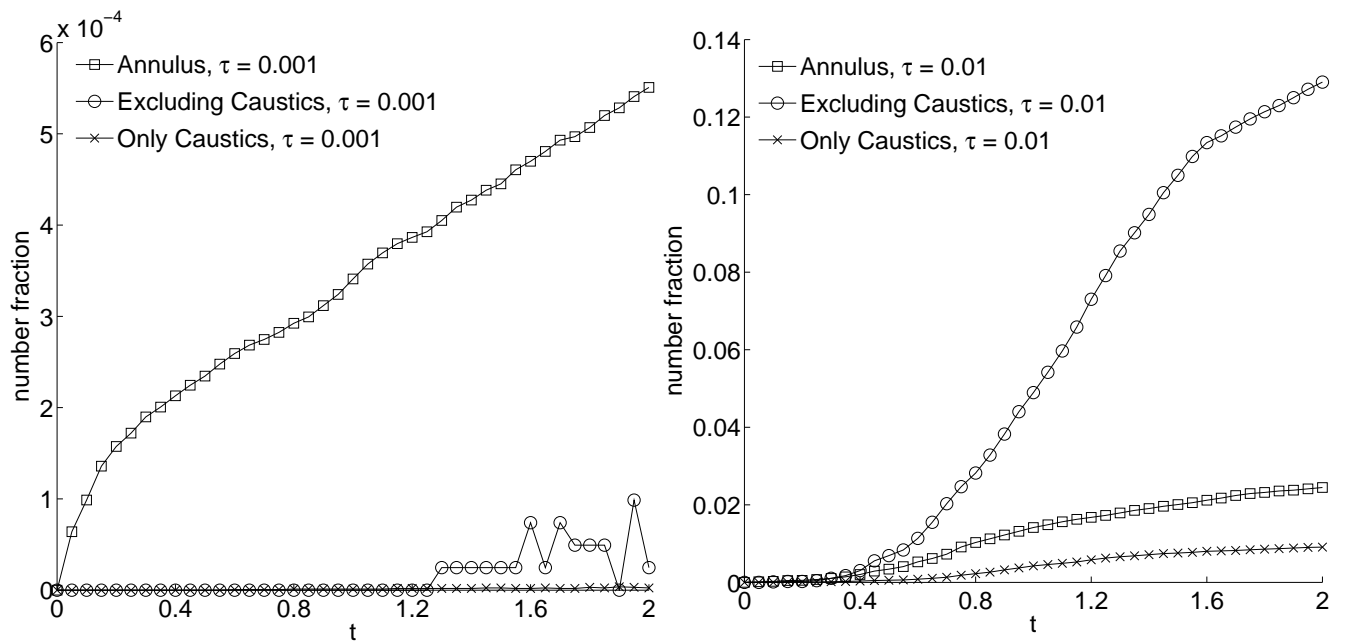 x 10⁻⁴
6
5
4
3
2
1
0
number fraction
Annulus, τ = 0.001
Excluding Caustics, τ = 0.001
Only Caustics, τ = 0.001
0 0.4 0.8 1.2 1.6 2
t
0.14
0.12
0.1
0.08
0.06
0.04
0.02
0
number fraction
Annulus, τ = 0.01
Excluding Caustics, τ = 0.01
Only Caustics, τ = 0.01
0 0.4 0.8 1.2 1.6 2
t